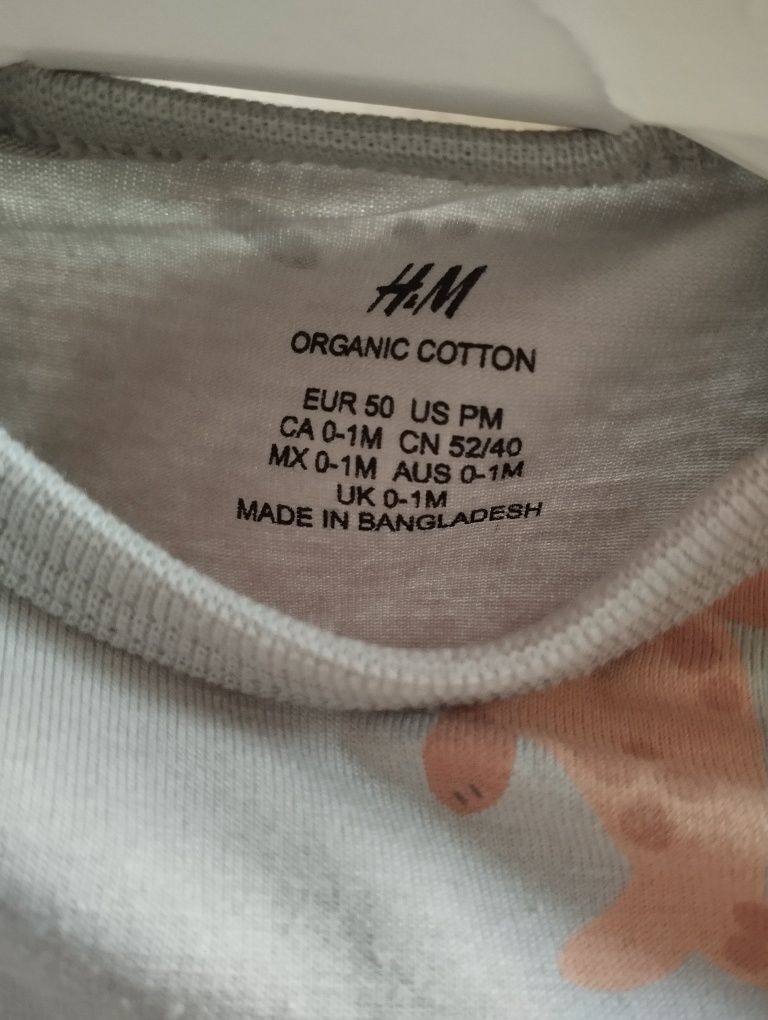 H&M
ORGANIC COTTON
EUR 50 US PM
CA 0-1M CN 52/40
MX 0-1M AUS 0-1M
UK 0-1M
MADE IN BANGLADESH